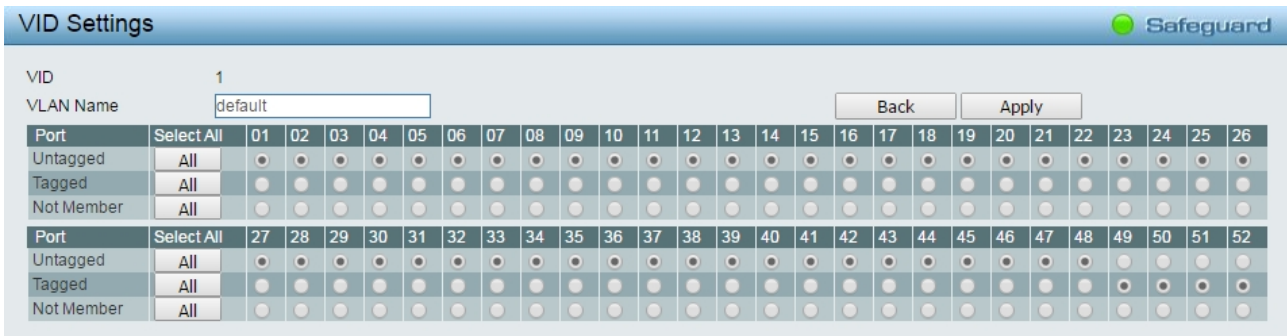 VID Settings
Safeguard
VID 1
VLAN Name default Back Apply
Port Select All 01 02 03 04 05 06 07 08 09 10 11 12 13 14 15 16 17 18 19 20 21 22 23 24 25 26
Untagged All
Tagged All
Not Member All
Port Select All 27 28 29 30 31 32 33 34 35 36 37 38 39 40 41 42 43 44 45 46 47 48 49 50 51 52
Untagged All
Tagged All
Not Member All